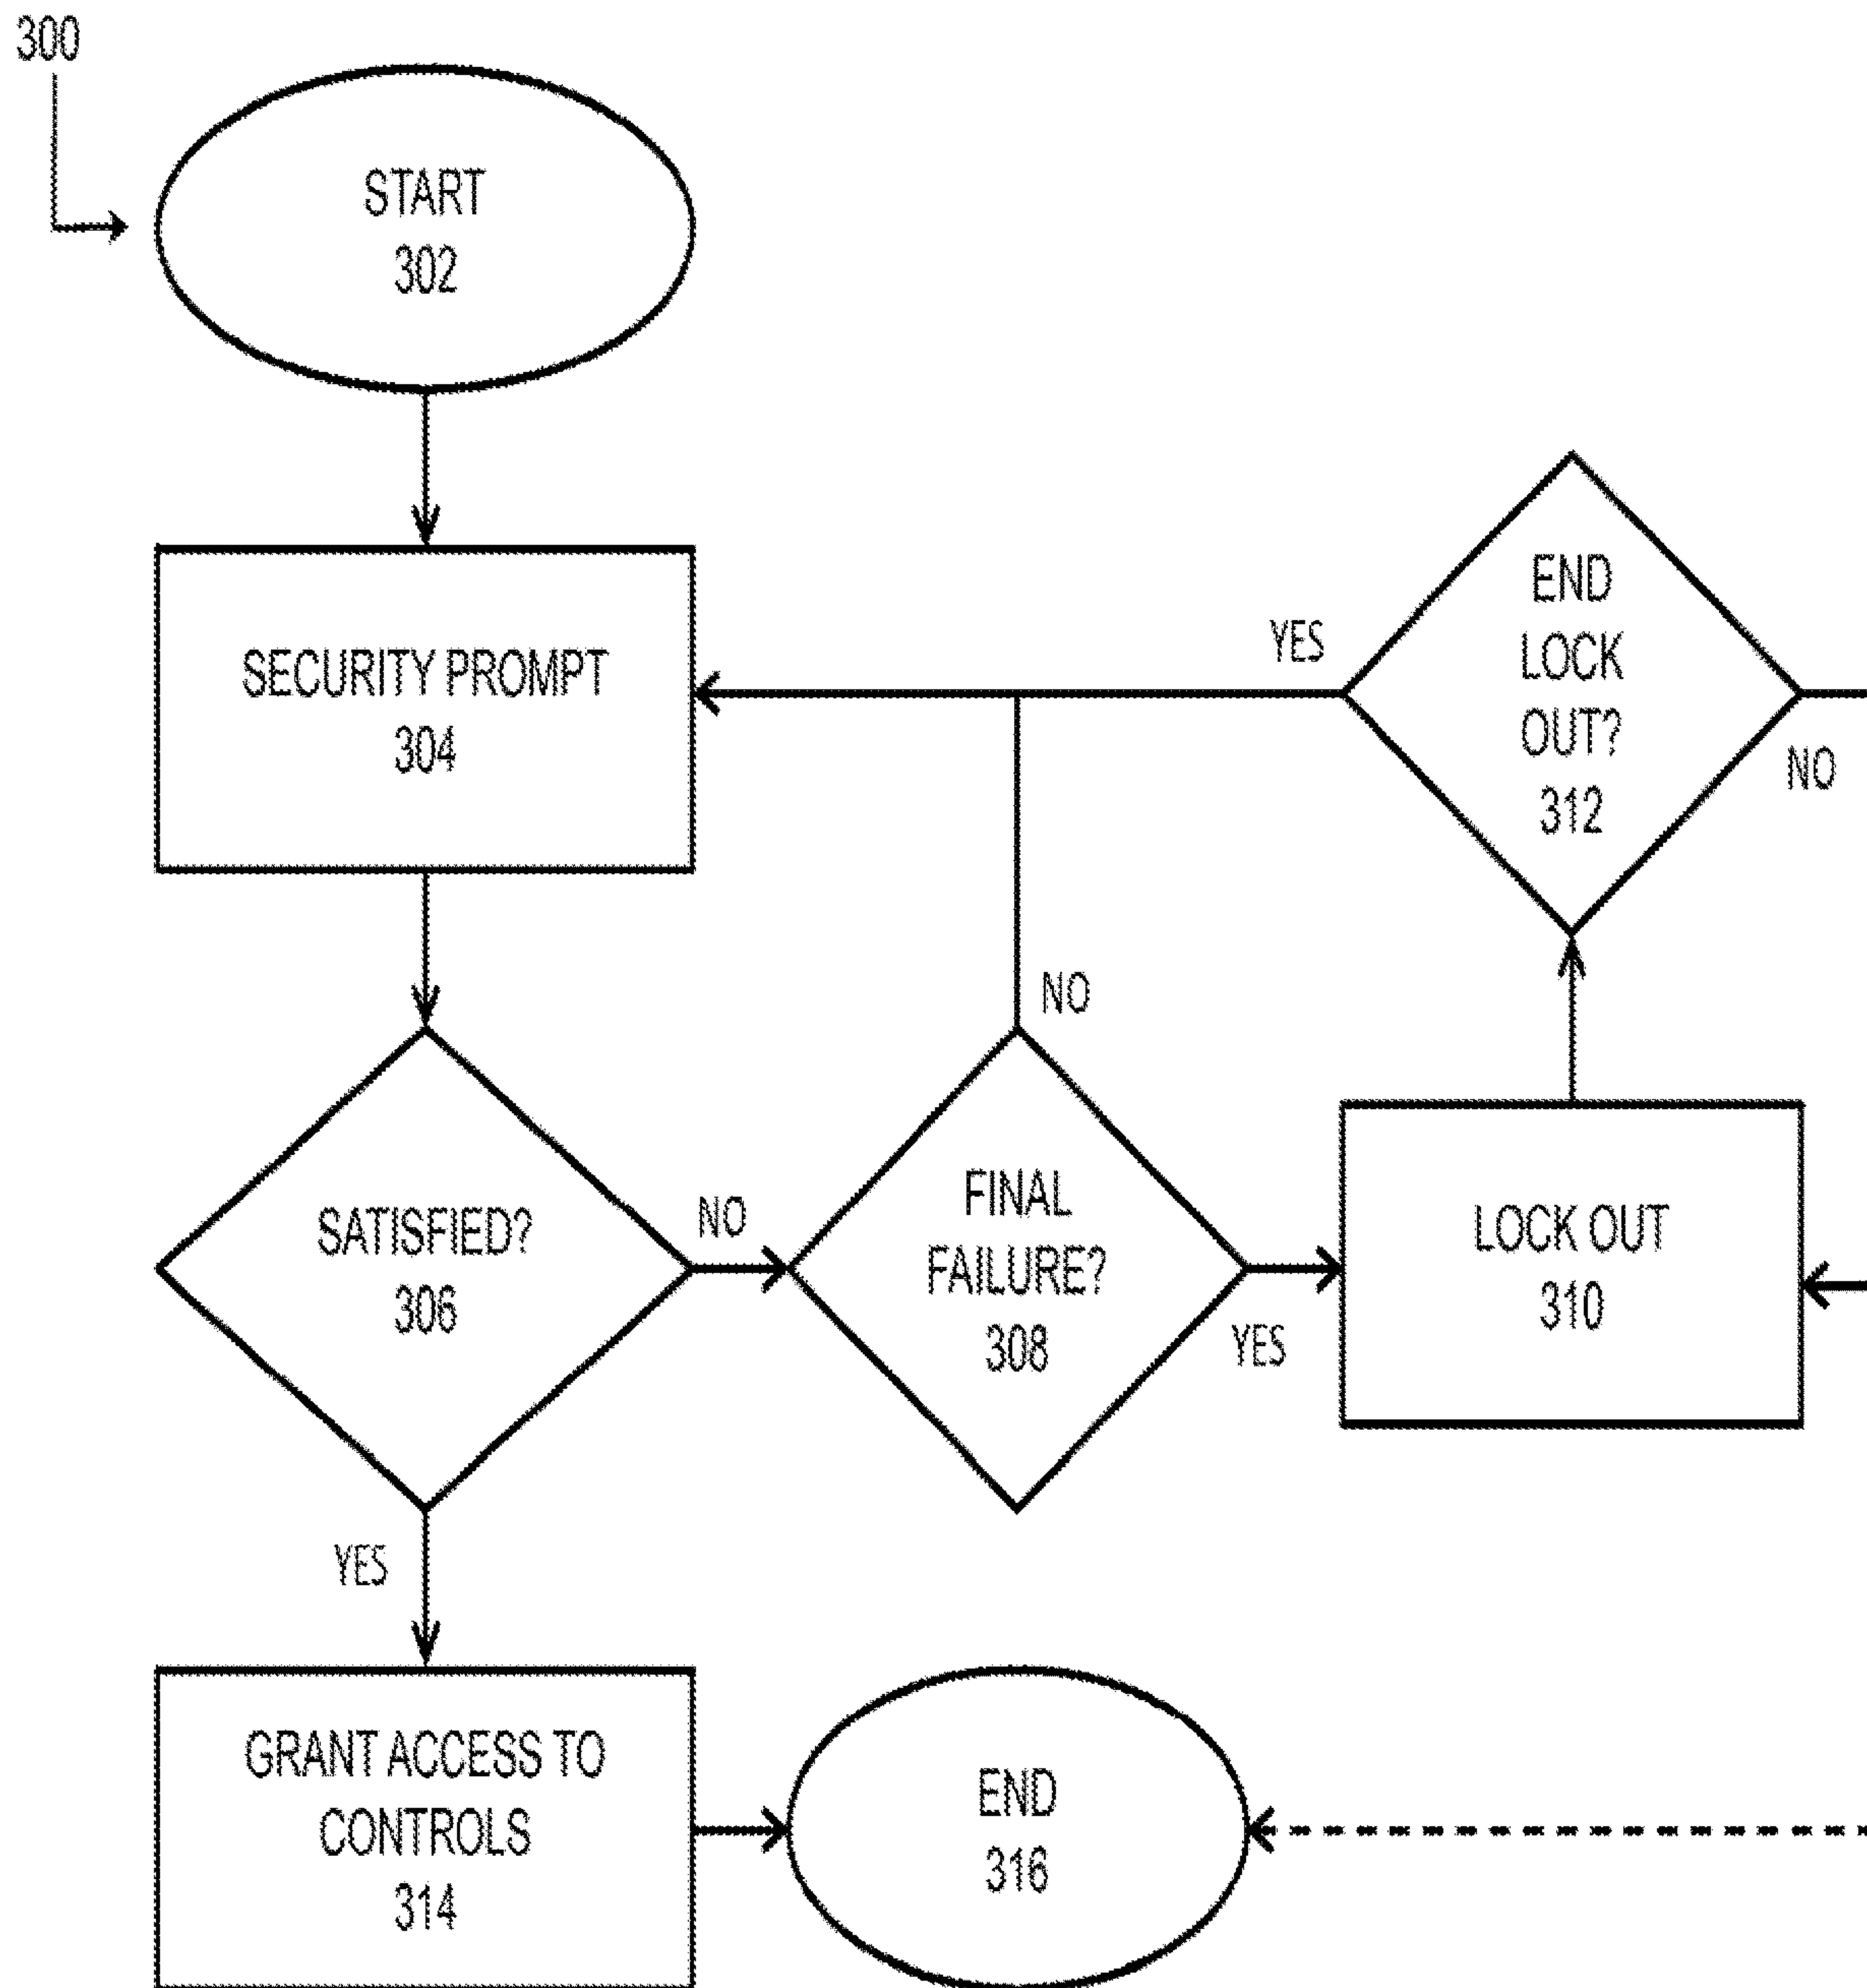 300
START
302
SECURITY PROMPT
304
YES
END
LOCK
OUT?
312
NO
NO
SATISFIED?
306
NO
FINAL
FAILURE?
308
YES
LOCK OUT
310
YES
GRANT ACCESS TO
CONTROLS
314
END
316